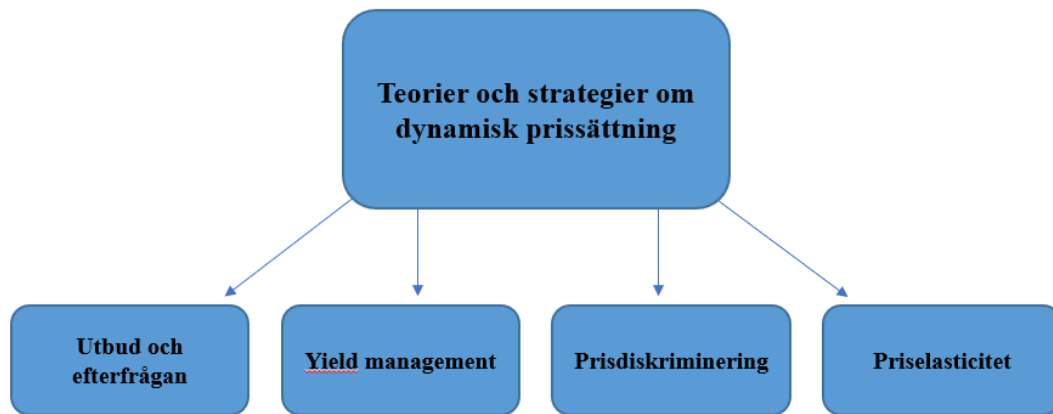 Teorier och strategier om
dynamisk prissättning
Utbud och
efterfrågan
Yield management
Prisdiskriminering
Priselasticitet